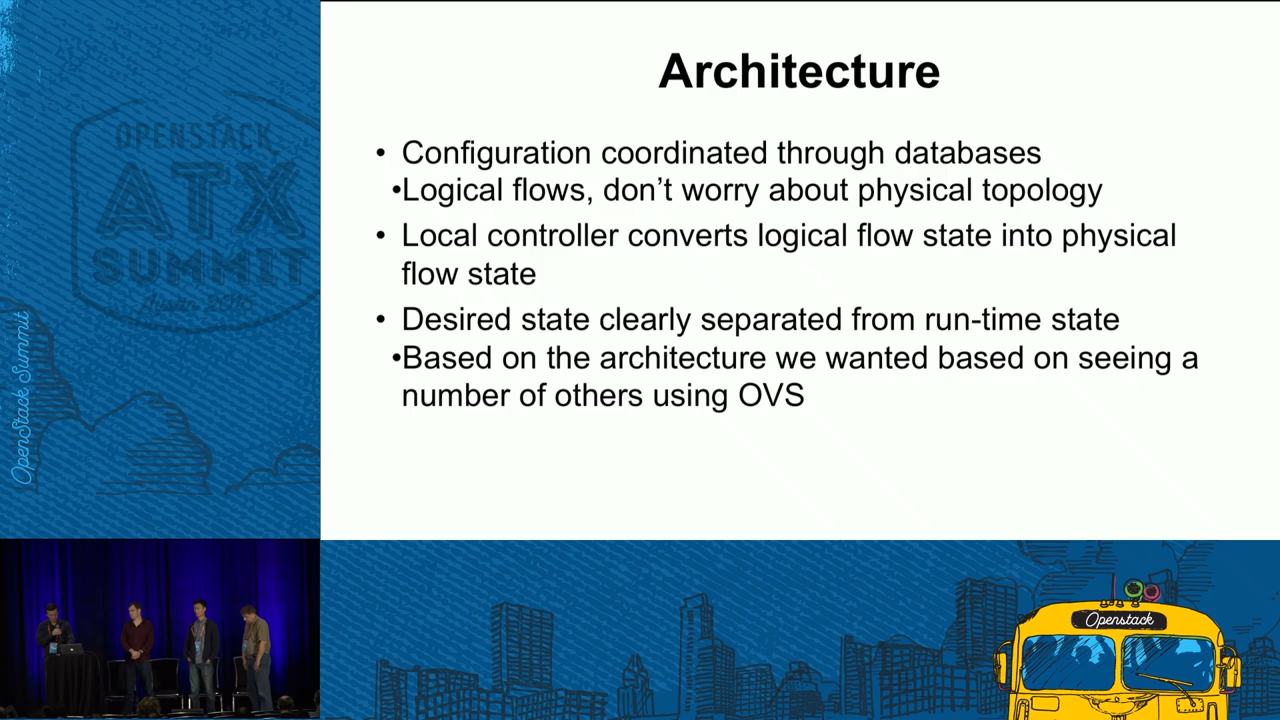 Architecture
• Configuration coordinated through databases
•Logical flows, don’t worry about physical topology
• Local controller converts logical flow state into physical
flow state
• Desired state clearly separated from run-time state
•Based on the architecture we wanted based on seeing a
number of others using OVS
OPENSTACK
ATX
SUMMIT
Austin 2016
OpenStack Summit
Openstack